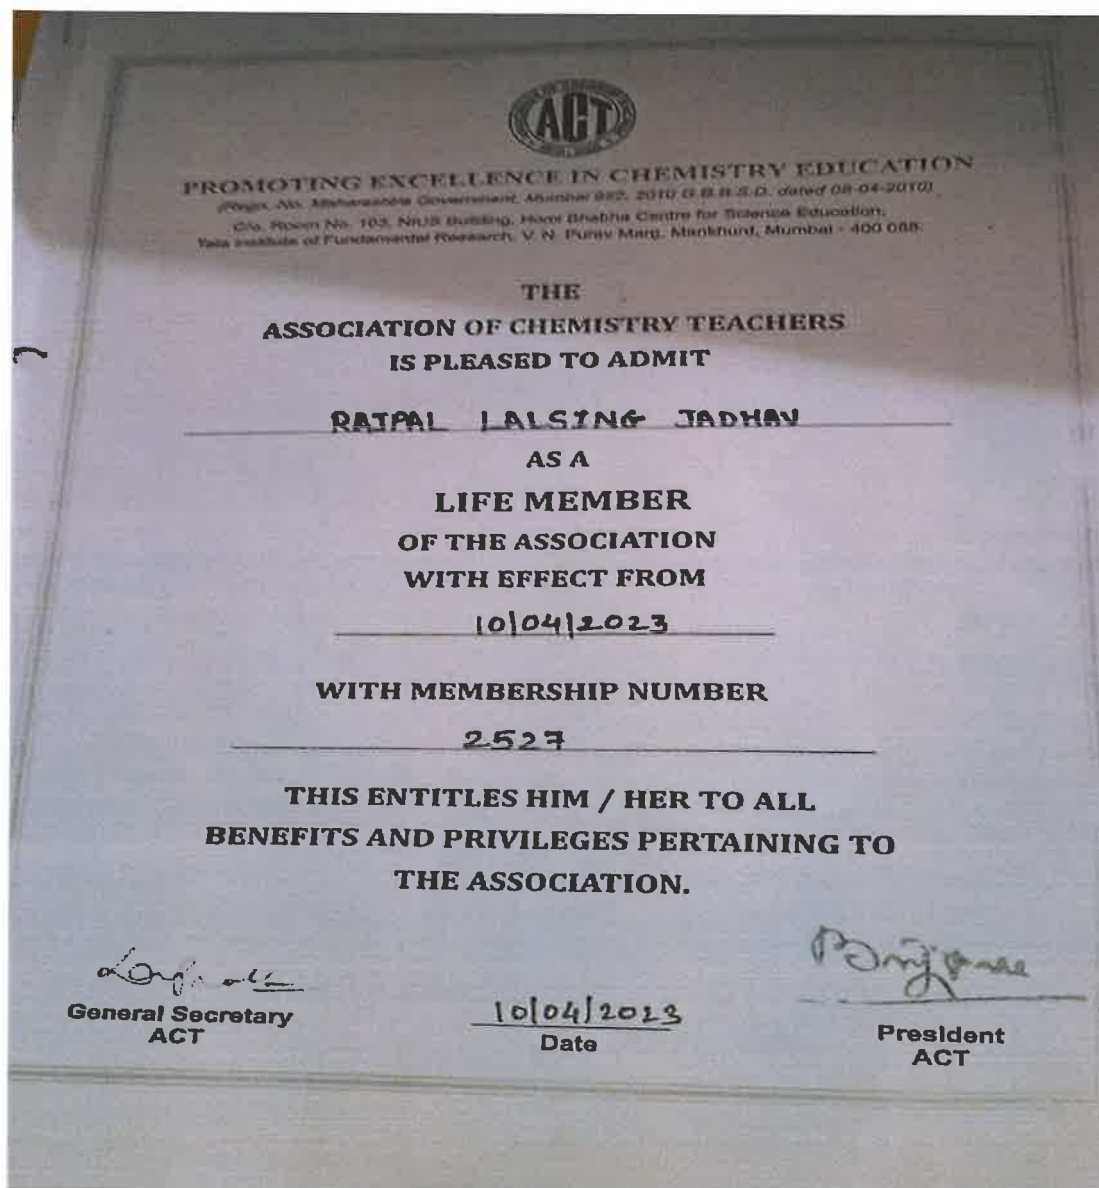 ACT
PROMOTING EXCELLENCE IN CHEMISTRY EDUCATION
(Regn. No. Maharashtra Government, Mumbai 2010 G.B.B.S.D. dated 08-04-2010)
C/o. Room No. 103, NIUS Building, Homi Bhabha Centre for Science Education,
Tata Institute of Fundamental Research, V. N. Purav Marg, Mankhurd, Mumbai - 400 088.
THE
ASSOCIATION OF CHEMISTRY TEACHERS
IS PLEASED TO ADMIT
RAJPAL LALSING JADHAV
AS A
LIFE MEMBER
OF THE ASSOCIATION
WITH EFFECT FROM
10/04/2023
WITH MEMBERSHIP NUMBER
2527
THIS ENTITLES HIM / HER TO ALL
BENEFITS AND PRIVILEGES PERTAINING TO
THE ASSOCIATION.
General Secretary
ACT
10/04/2023
Date
President
ACT